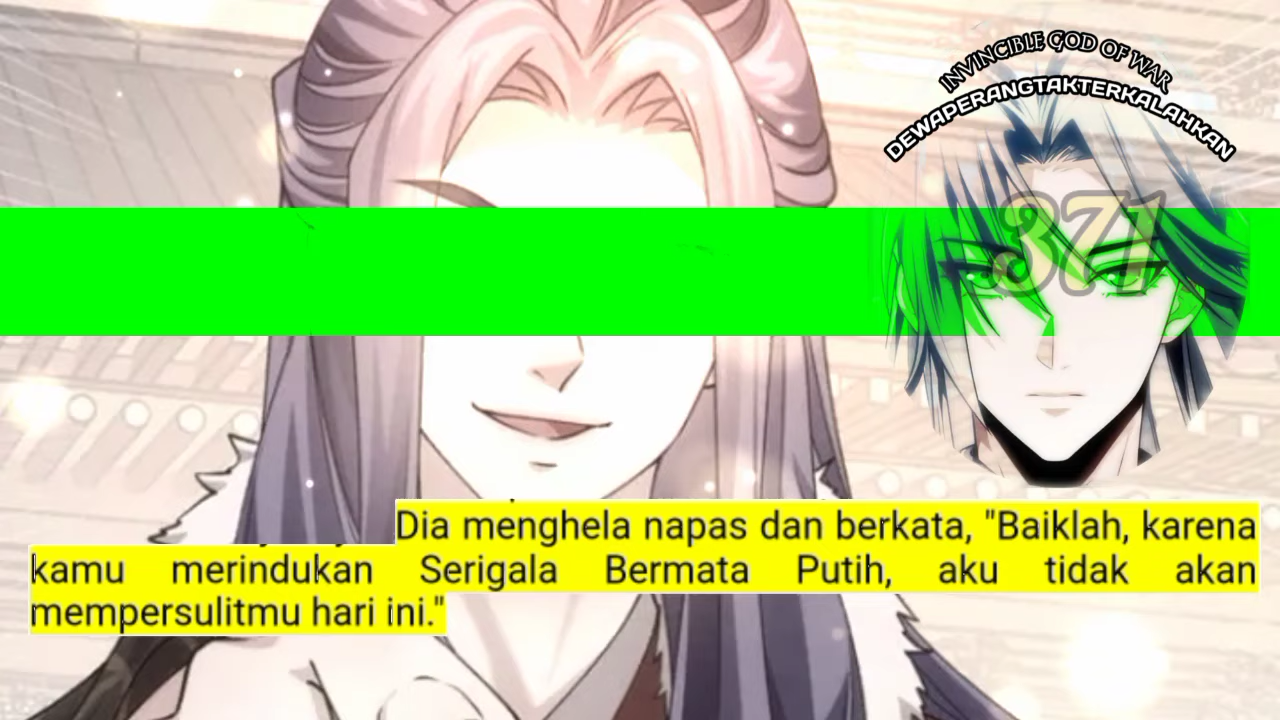 INVINCIBLE GOD OF WAR
DEWAPERANGTAKTERKALAHKAN
371
Dia menghela napas dan berkata, "Baiklah, karena
kamu merindukan Serigala Bermata Putih, aku tidak akan
mempersulitmu hari ini."